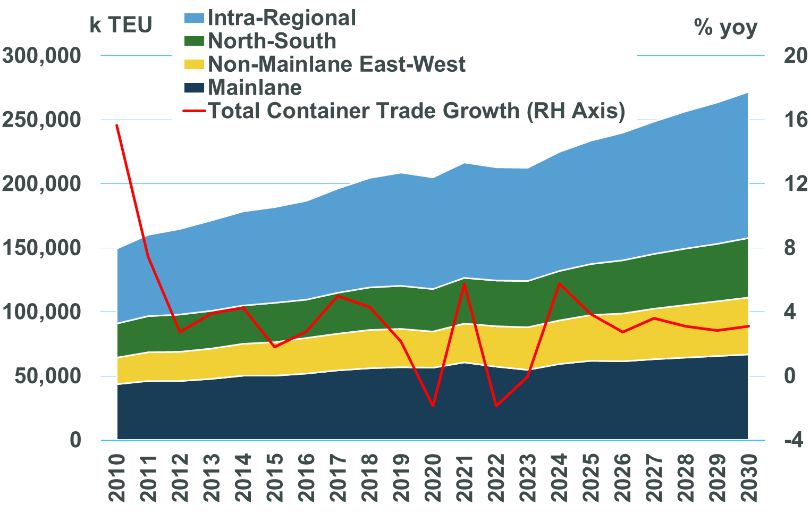 k TEU
% yoy
Intra-Regional
North-South
Non-Mainlane East-West
Mainlane
Total Container Trade Growth (RH Axis)
300,000
250,000
200,000
150,000
100,000
50,000
0
20
16
12
8
4
0
-4
2010 2011 2012 2013 2014 2015 2016 2017 2018 2019 2020 2021 2022 2023 2024 2025 2026 2027 2028 2029 2030